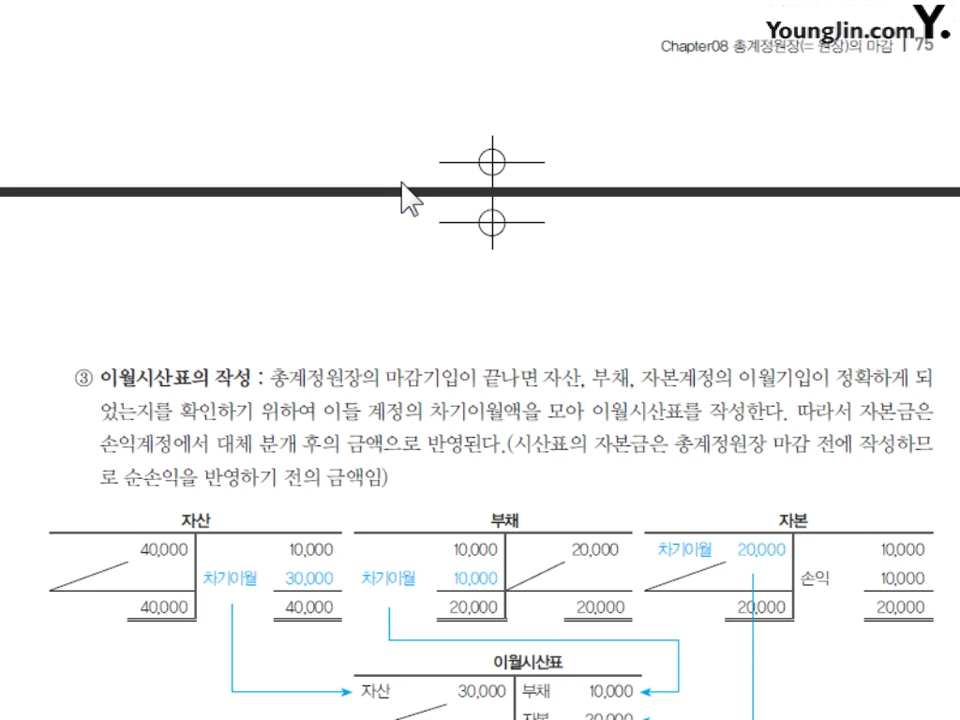 YoungJin.com Y.
Chapter08 총계정원장(= 원장)의 마감 | 75
③ 이월시산표의 작성 : 총계정원장의 마감기입이 끝나면 자산, 부채, 자본계정의 이월기입이 정확하게 되
었는지를 확인하기 위하여 이들 계정의 차기이월액을 모아 이월시산표를 작성한다. 따라서 자본금은
손익계정에서 대체 분개 후의 금액으로 반영된다.(시산표의 자본금은 총계정원장 마감 전에 작성하므
로 순손익을 반영하기 전의 금액임)
자산 부채 자본
40,000 10,000 10,000 20,000 차기이월 20,000 10,000
차기이월 30,000 차기이월 10,000 손익 10,000
40,000 40,000 20,000 20,000 20,000 20,000
이월시산표
자산 30,000 부채 10,000
자본 20,000